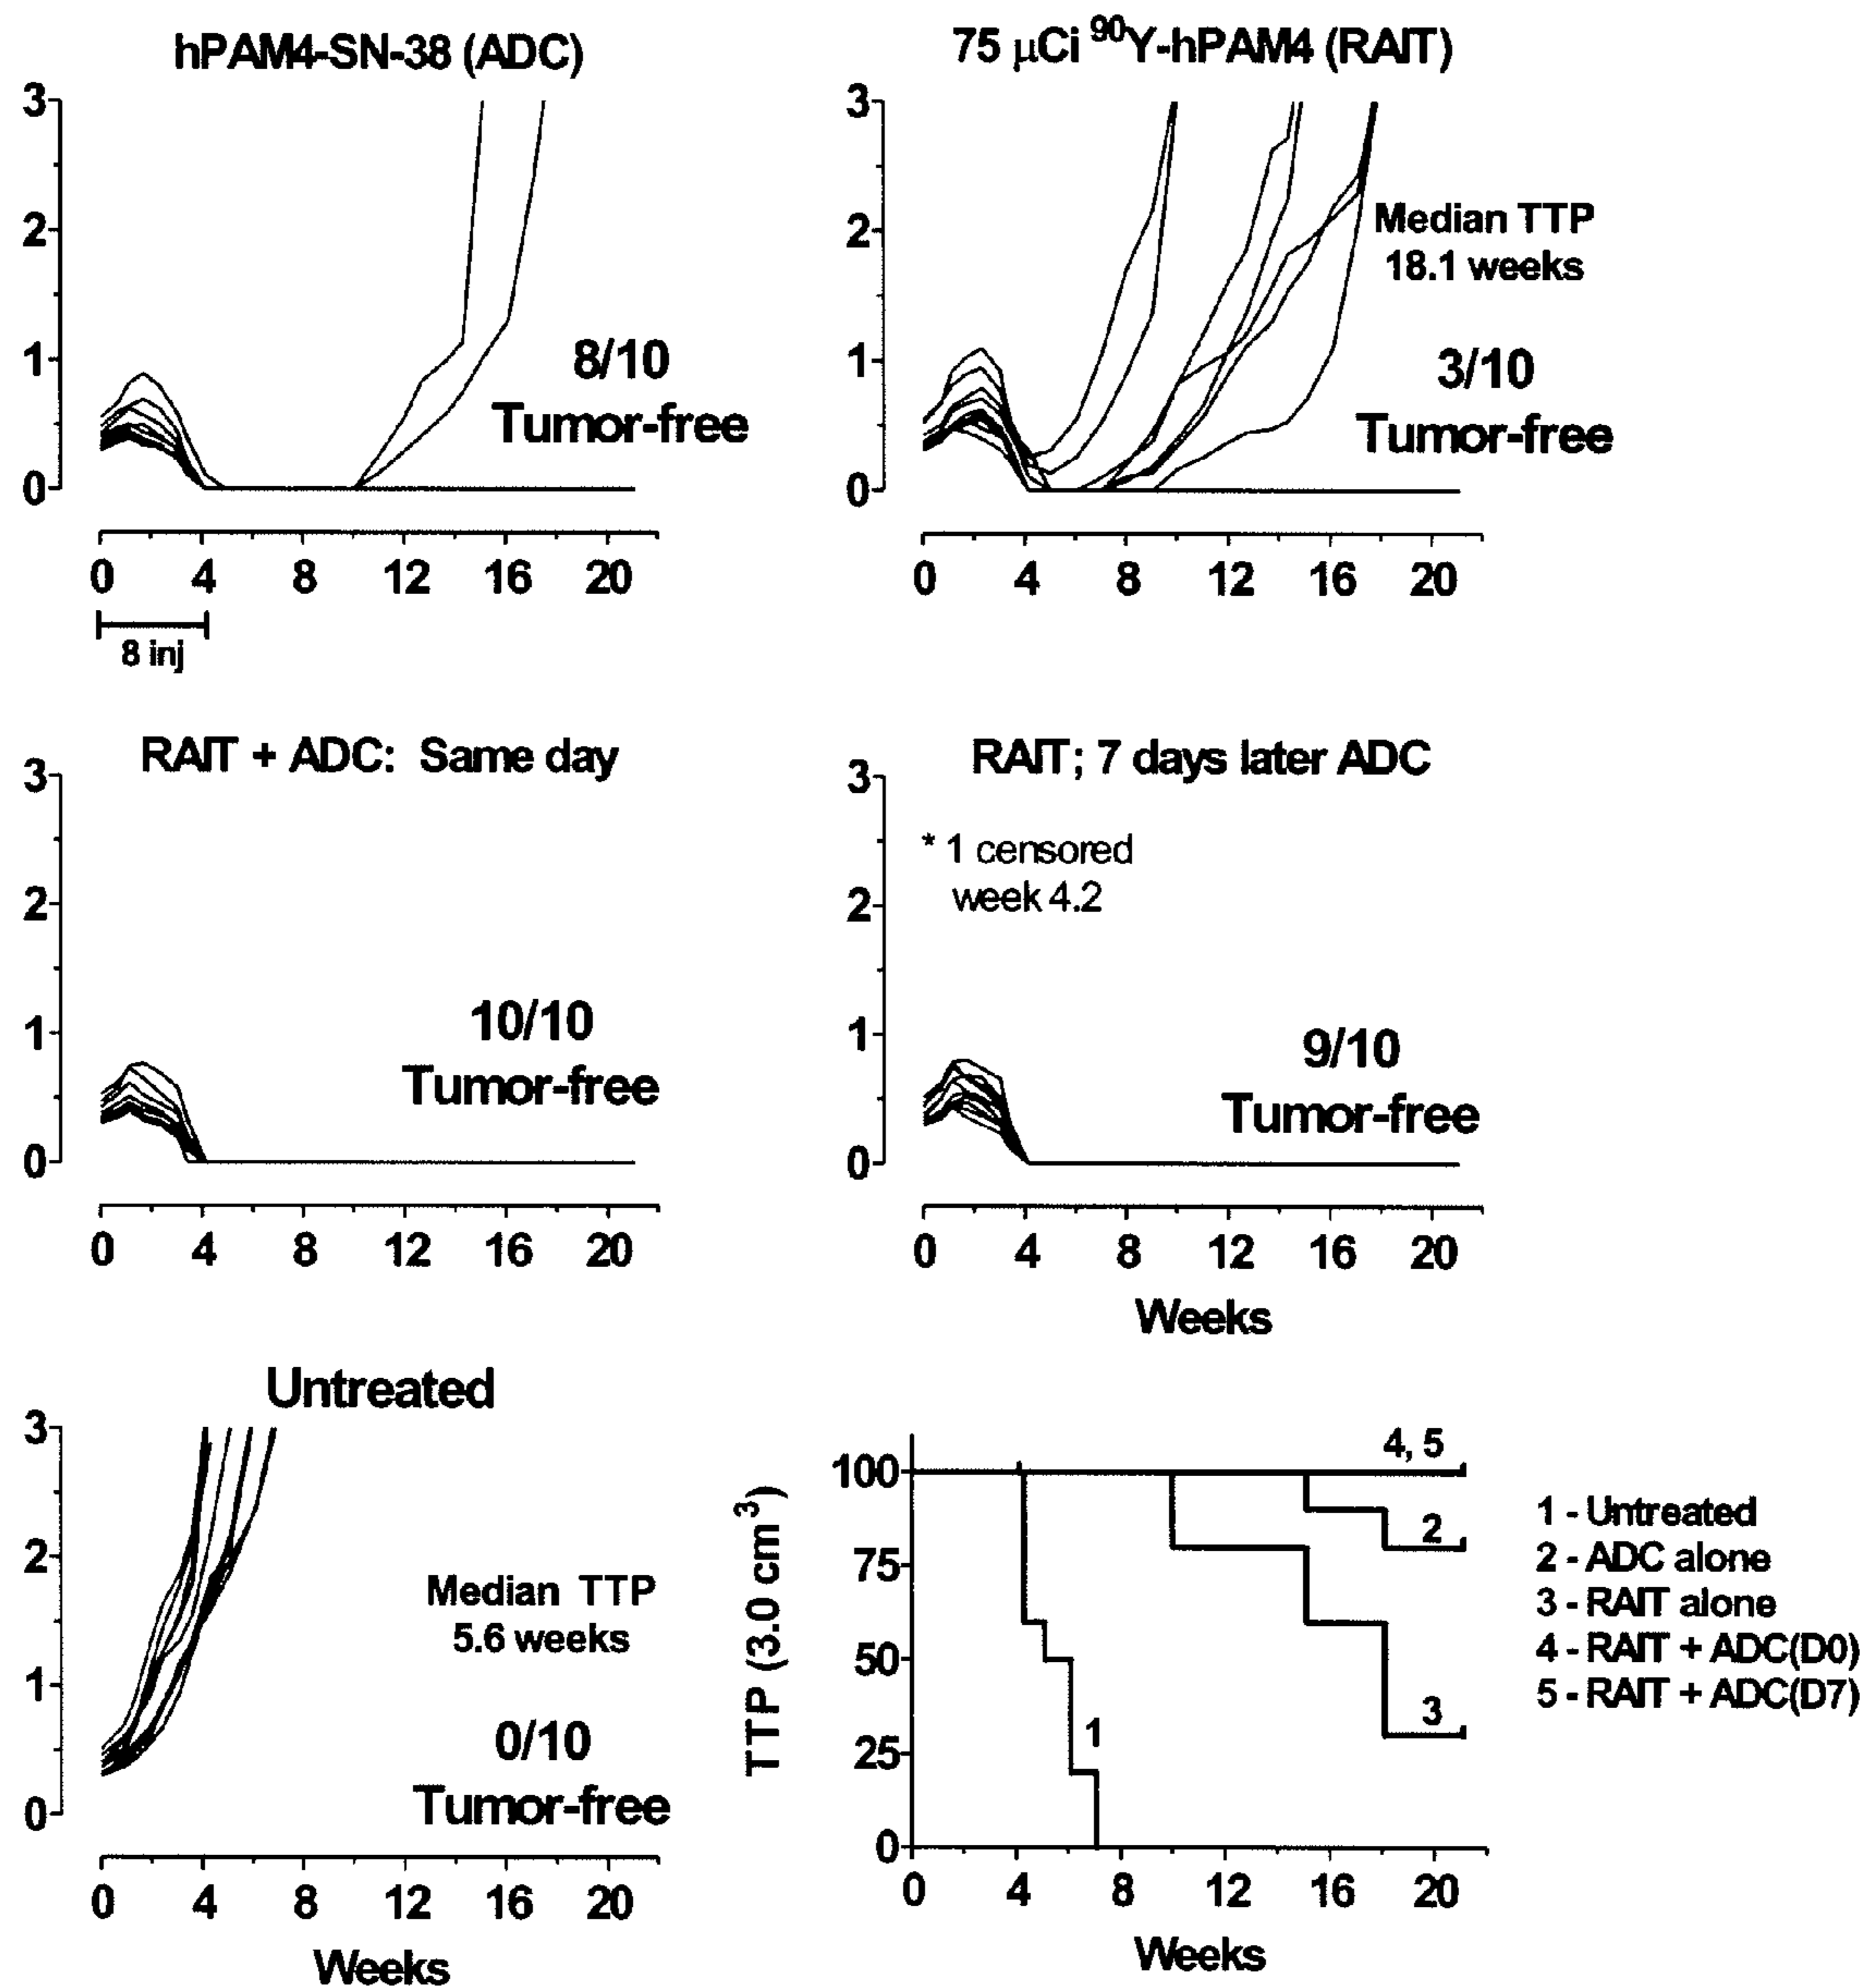 hPAM4-SN-38 (ADC)
3
2
1
0
8/10
Tumor-free
0 4 8 12 16 20
8 inj
75 μCi ⁹⁰Y-hPAM4 (RAIT)
3
2
1
0
Median TTP
18.1 weeks
3/10
Tumor-free
0 4 8 12 16 20
RAIT + ADC: Same day
3
2
1
0
10/10
Tumor-free
0 4 8 12 16 20
RAIT; 7 days later ADC
3
2
1
0
* 1 censored
week 4.2
9/10
Tumor-free
0 4 8 12 16 20
Weeks
Untreated
3
2
1
0
Median TTP
5.6 weeks
0/10
Tumor-free
0 4 8 12 16 20
Weeks
TTP (3.0 cm³)
100
75
50
25
0
4, 5
2
3
1
0 4 8 12 16 20
Weeks
1 - Untreated
2 - ADC alone
3 - RAIT alone
4 - RAIT + ADC(D0)
5 - RAIT + ADC(D7)